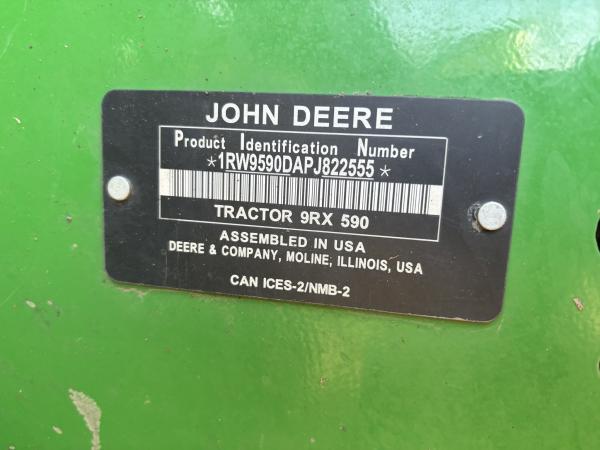 JOHN DEERE
Product Identification Number
*1RW9590DAPJ822555*
TRACTOR 9RX 590
ASSEMBLED IN USA
DEERE & COMPANY, MOLINE, ILLINOIS, USA
CAN ICES-2/NMB-2